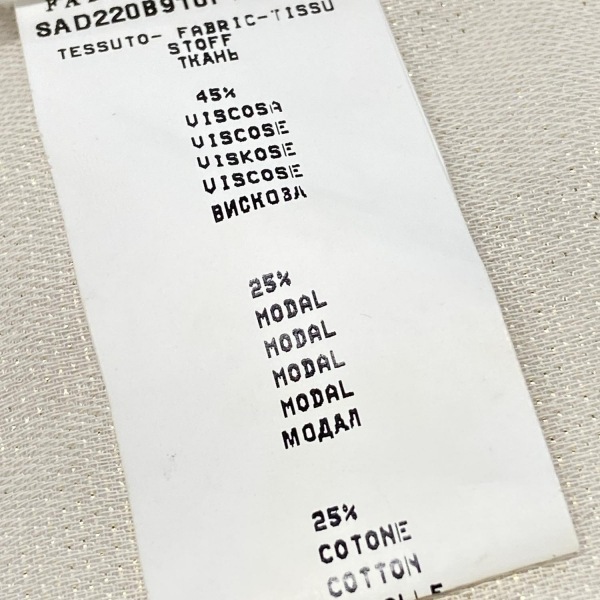 TESSUTO- FABRIC-TISSU
STOFF
ТКАНЬ
45%
VISCOSA
VISCOSE
VISKOSE
VISCOSE
ВИСКОЗА
25%
MODAL
MODAL
MODAL
MODAL
МОДАЛ
25%
COTONE
COTTON